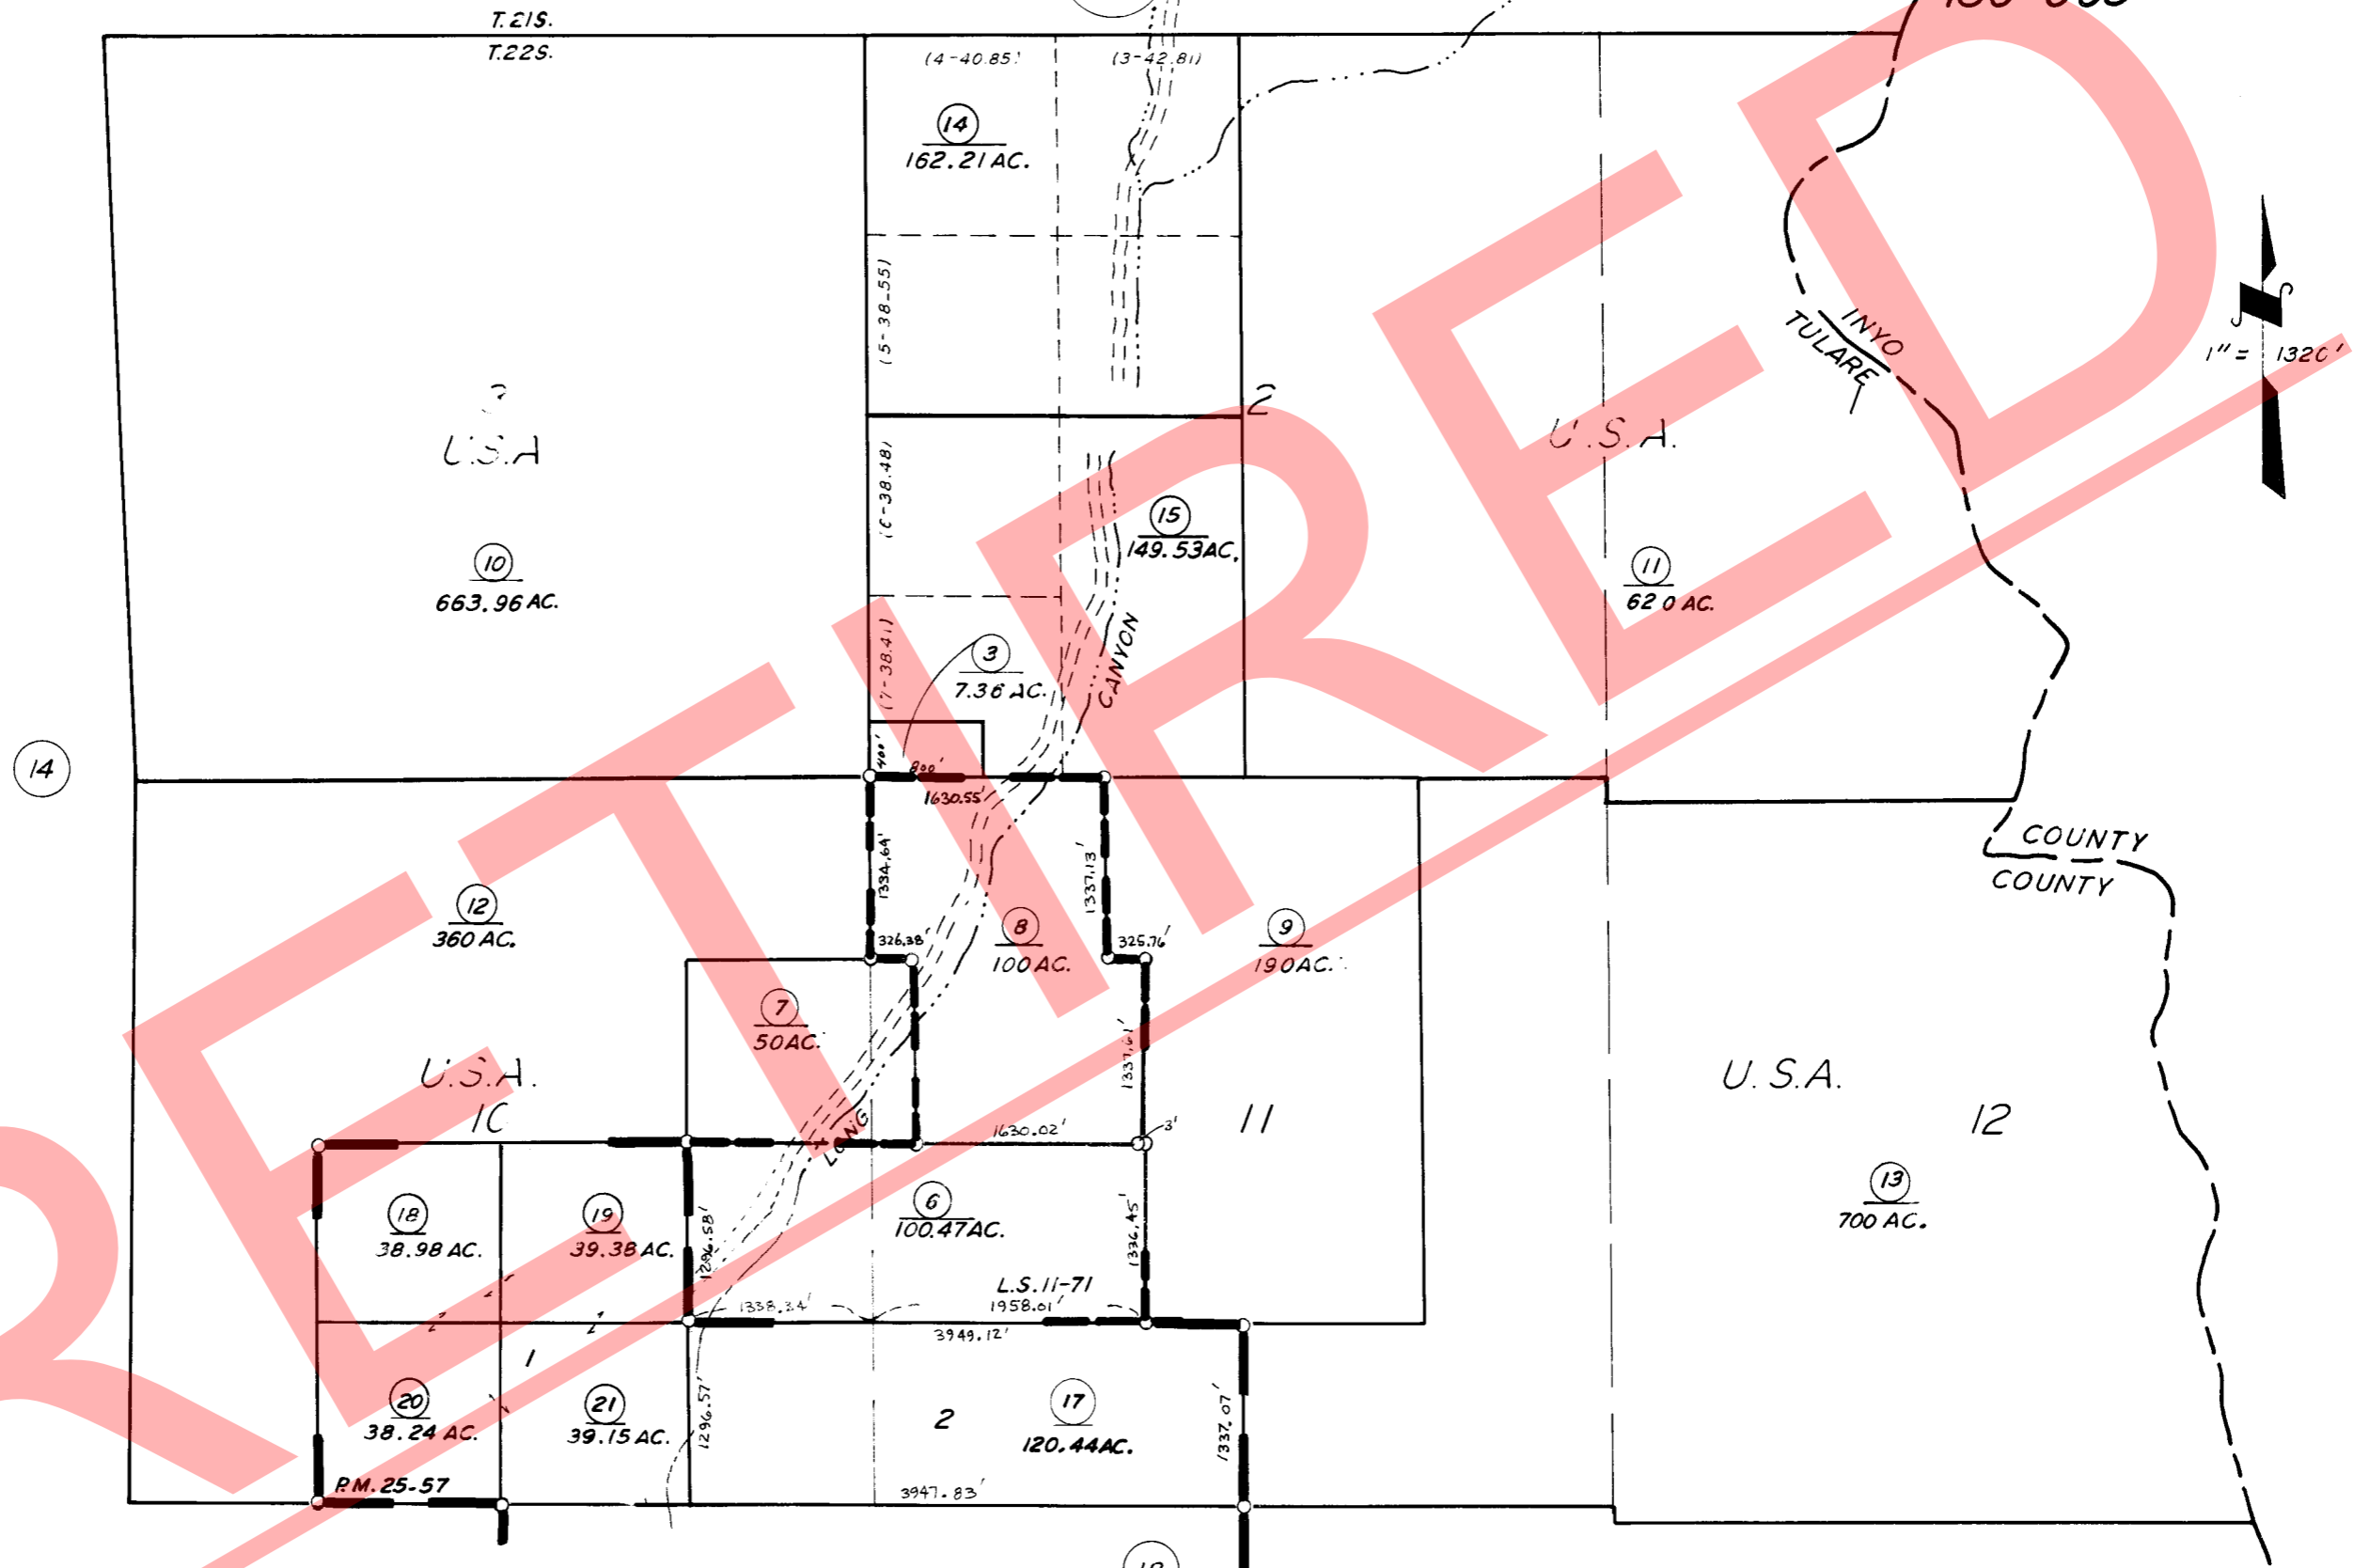 T.21S.
T.22S.
(4-40.85)
(3-42.81)
14
162.21 AC.
(5-38-55)
3
U.S.A
10
663.96 AC.
(6-38.48)
15
149.53 AC.
2
U.S.A.
11
620 AC.
INYO
TULARE
1" = 1320'
(7-38.41)
3
7.36 AC.
CANYON
14
400'
800'
1630.55'
1334.64'
1337.13'
COUNTY
COUNTY
12
360 AC.
326.38'
8
100 AC.
325.76'
9
190 AC.
7
50 AC.
1337.61'
U.S.A.
10
LONG
1630.02'
3'
11
U.S.A.
12
13
700 AC.
18
38.98 AC.
19
39.38 AC.
1296.58'
6
100.47 AC.
1336.45'
L.S. 11-71
1338.34'
1958.01'
3949.12'
1
20
38.24 AC.
21
39.15 AC.
1296.57'
2
17
120.44 AC.
1337.07'
P.M. 25-57
3947.83'
RETIRED